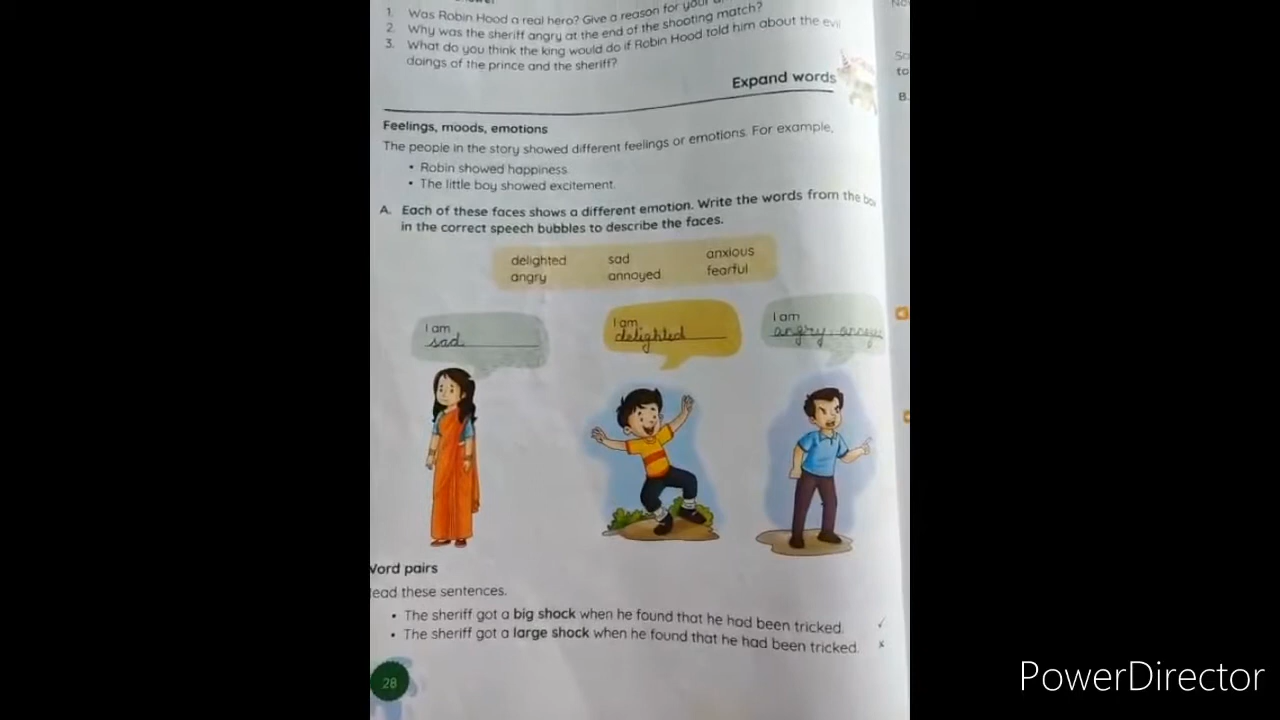 1. Was Robin Hood a real hero? Give a reason for your
2. Why was the sheriff angry at the end of the shooting match?
3. What do you think the king would do if Robin Hood told him about the evil
doings of the prince and the sheriff?
Expand words
Feelings, moods, emotions
The people in the story showed different feelings or emotions. For example,
• Robin showed happiness.
• The little boy showed excitement.
A. Each of these faces shows a different emotion. Write the words from the box
in the correct speech bubbles to describe the faces.
delighted sad anxious
angry annoyed fearful
I am
sad
I am
delighted
I am
angry
Word pairs
ead these sentences.
• The sheriff got a big shock when he found that he had been tricked. ✓
• The sheriff got a large shock when he found that he had been tricked. x
28
B.
to
PowerDirector